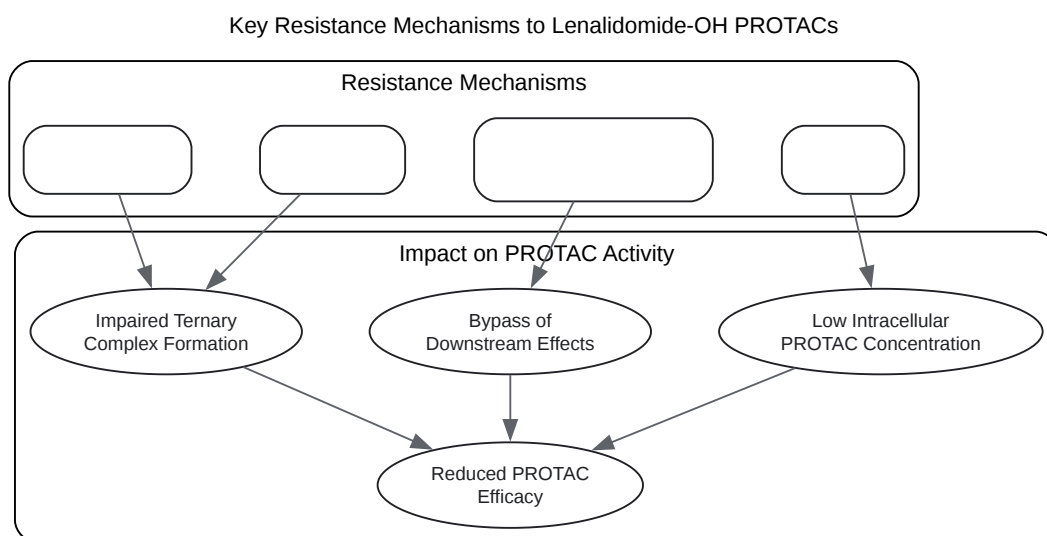 Key Resistance Mechanisms to Lenalidomide-OH PROTACs
Resistance Mechanisms
Impact on PROTAC Activity
Impaired Ternary
Complex Formation
Bypass of
Downstream Effects
Low Intracellular
PROTAC Concentration
Reduced PROTAC
Efficacy